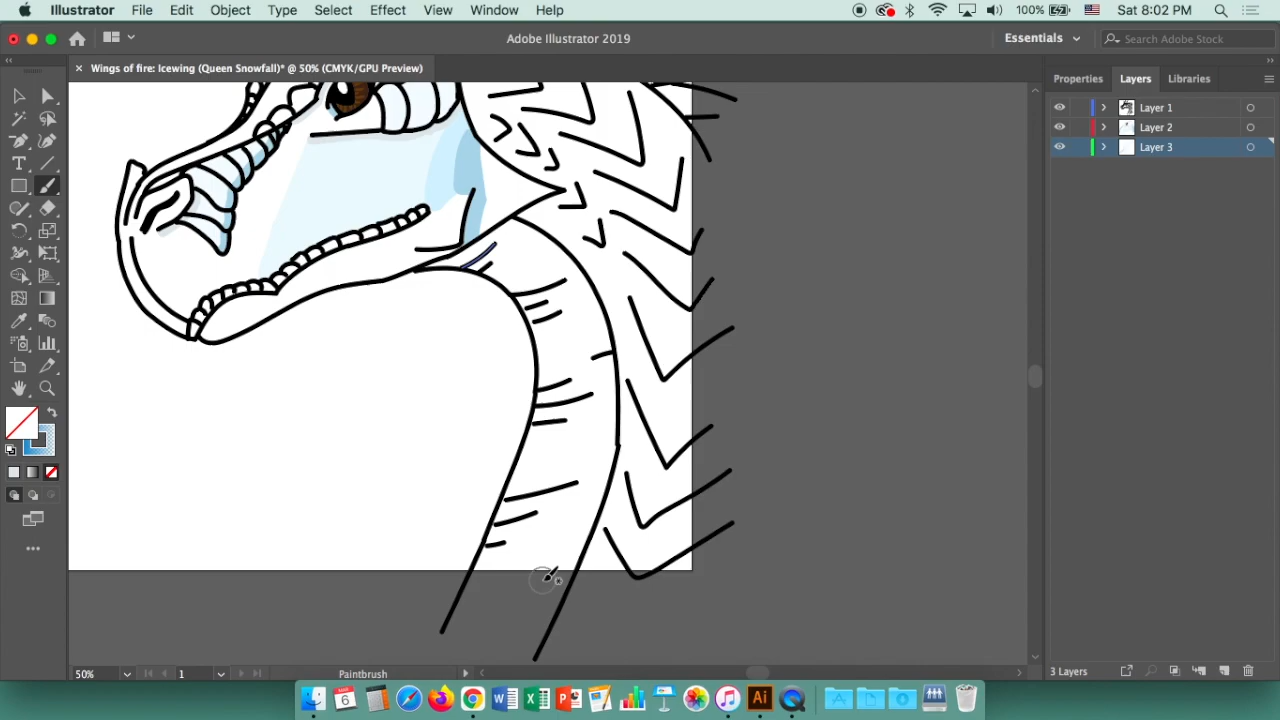 Illustrator File Edit Object Type Select Effect View Window Help 100% Sat 8:02 PM
Adobe Illustrator 2019 Essentials Search Adobe Stock
× Wings of fire: Icewing (Queen Snowfall)* @ 50% (CMYK/GPU Preview)
Properties Layers Libraries
Layer 1
Layer 2
Layer 3
50% 1 Paintbrush 3 Layers